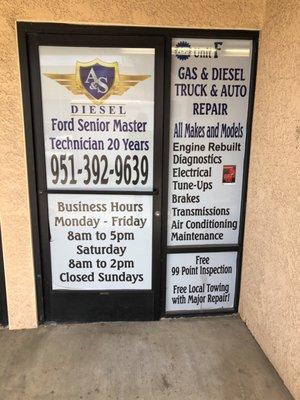 A&S
DIESEL
Ford Senior Master
Technician 20 Years
951-392-9639
Business Hours
Monday - Friday
8am to 5pm
Saturday
8am to 2pm
Closed Sundays
Unit F
GAS & DIESEL
TRUCK & AUTO
REPAIR
All Makes and Models
Engine Rebuilt
Diagnostics
Electrical
Tune-Ups
Brakes
Transmissions
Air Conditioning
Maintenance
Free
99 Point Inspection
Free Local Towing
with Major Repair!